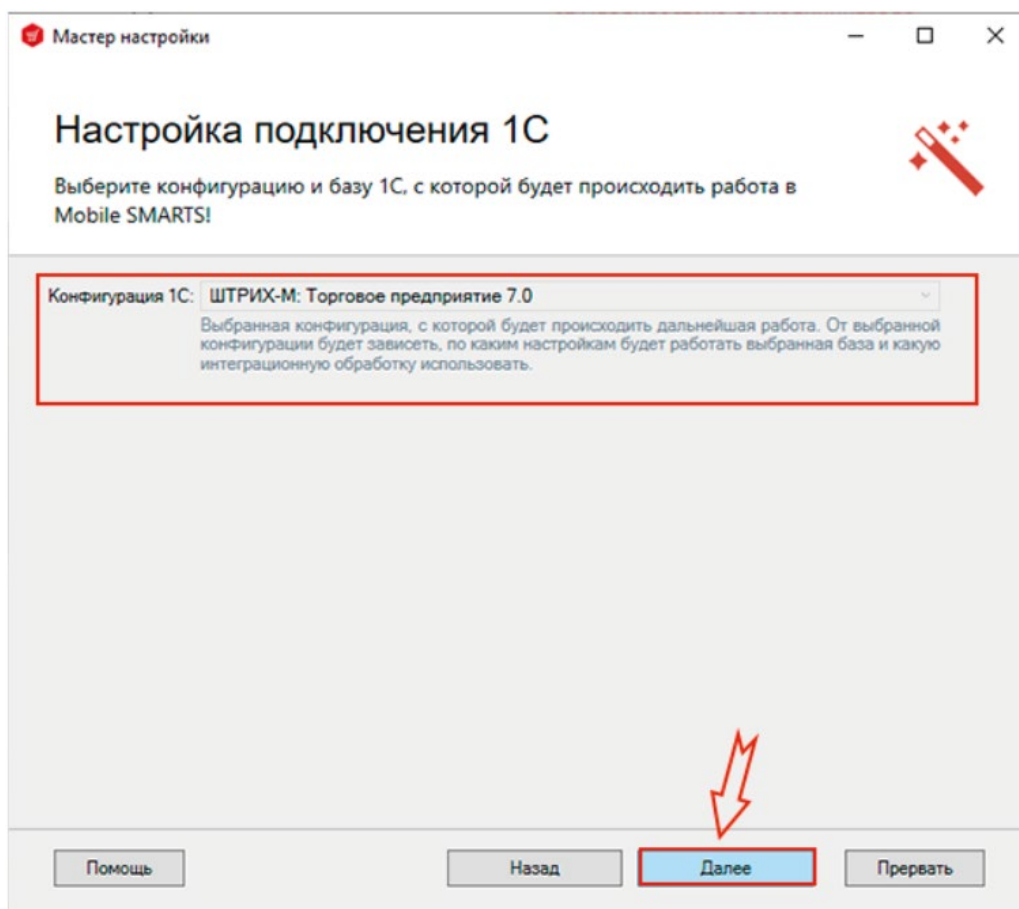 Мастер настройки
Настройка подключения 1С
Выберите конфигурацию и базу 1С, с которой будет происходить работа в
Mobile SMARTS!
Конфигурация 1С: ШТРИХ-М: Торговое предприятие 7.0
Выбранная конфигурация, с которой будет происходить дальнейшая работа. От выбранной
конфигурации будет зависеть, по каким настройкам будет работать выбранная база и какую
интеграционную обработку использовать.
Помощь Назад Далее Прервать